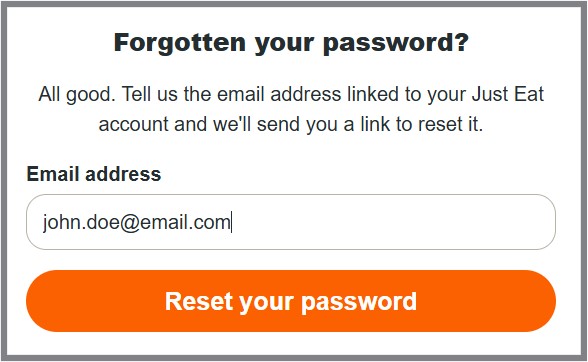 Forgotten your password?
All good. Tell us the email address linked to your Just Eat
account and we'll send you a link to reset it.
Email address
john.doe@email.com
Reset your password